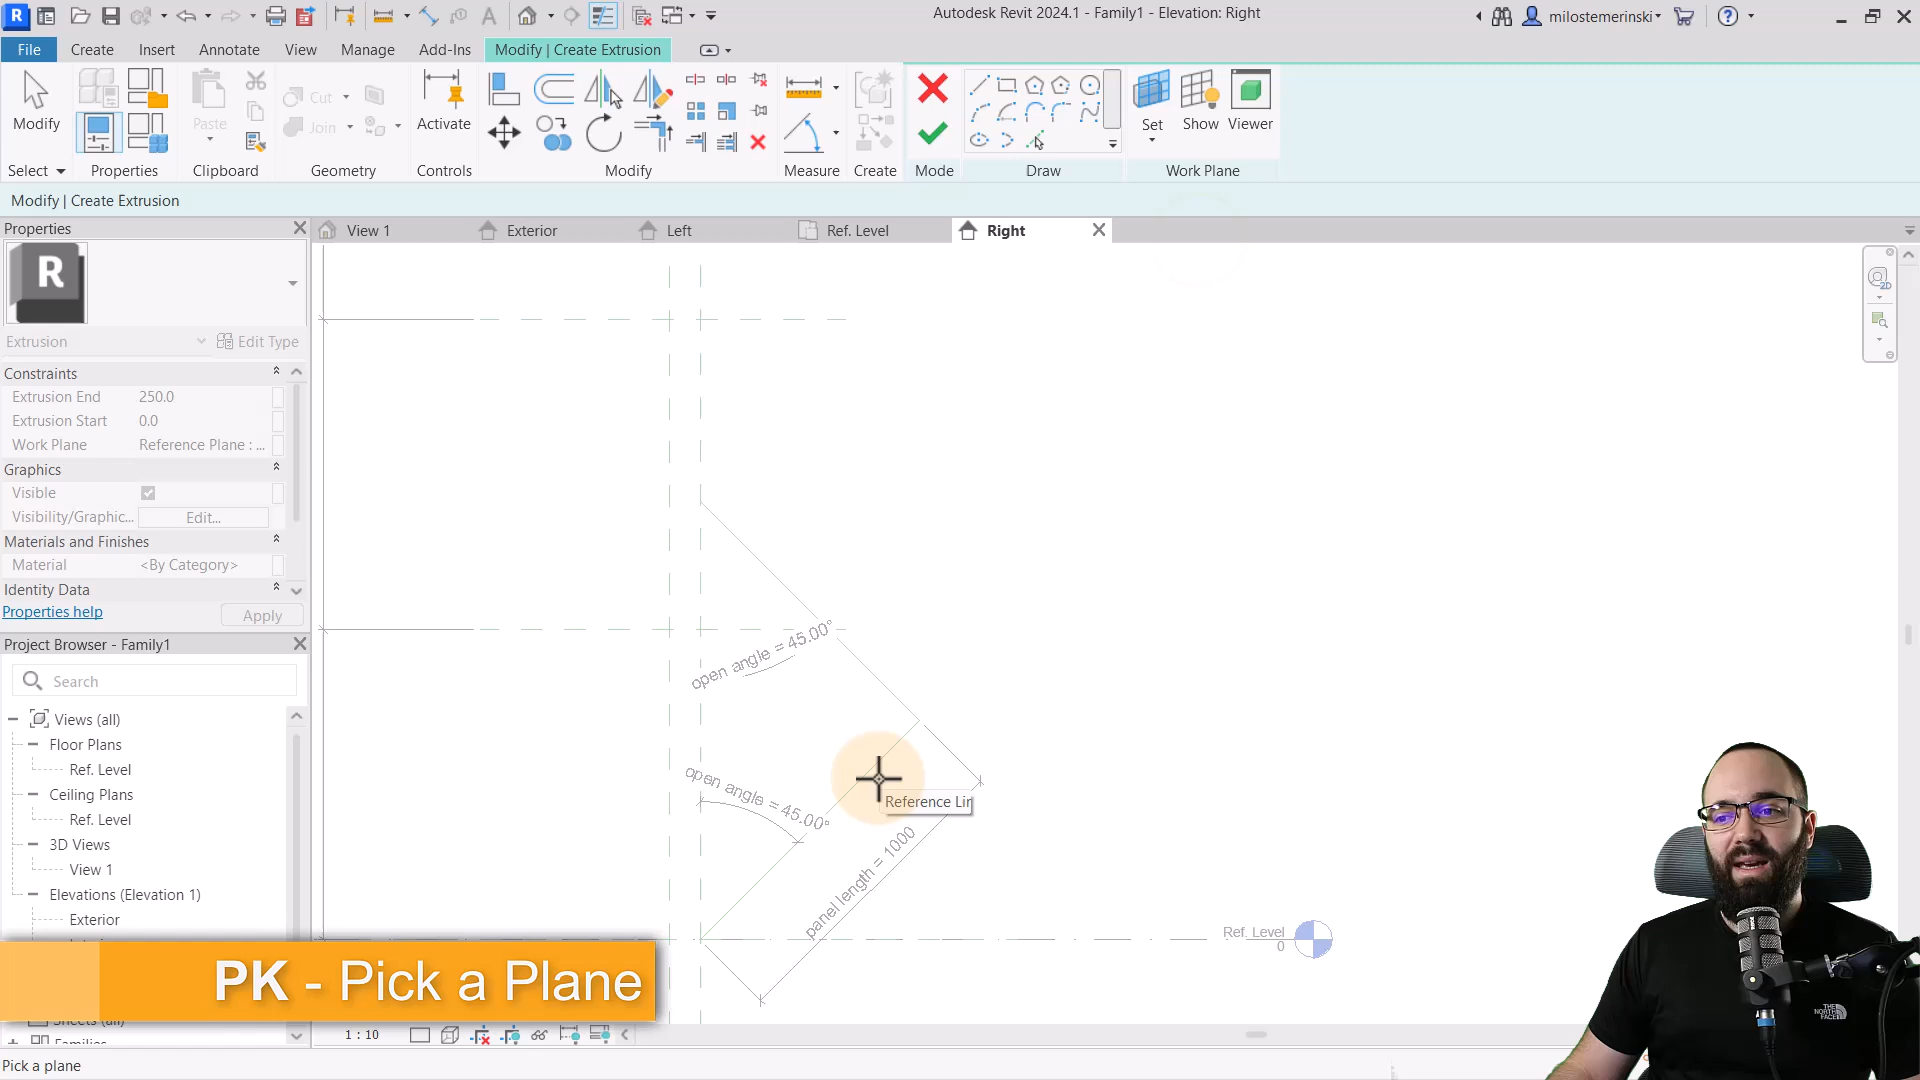 Autodesk Revit 2024.1 - Family1 - Elevation: Right
milostemerinski
File
Create
Insert
Annotate
View
Manage
Add-Ins
Modify | Create Extrusion
Modify
Cut
Join
Paste
Activate
Set
Show
Viewer
Select
Properties
Clipboard
Geometry
Controls
Modify
Measure
Create
Mode
Draw
Work Plane
Modify | Create Extrusion
Properties
View 1
Exterior
Left
Ref. Level
Right
R
Extrusion
Edit Type
Constraints
Extrusion End 250.0
Extrusion Start 0.0
Work Plane Reference Plane : ...
Graphics
Visible
Visibility/Graphic... Edit...
Materials and Finishes
Material <By Category>
Identity Data
Properties help
Apply
Project Browser - Family1
Search
Views (all)
Floor Plans
Ref. Level
Ceiling Plans
Ref. Level
3D Views
View 1
Elevations (Elevation 1)
Exterior
open angle = 45.00°
open angle = 45.00°
Reference Lin
panel length = 1000
Ref. Level
0
PK - Pick a Plane
Sheets (all)
Families
1 : 10
Pick a plane
THE
NORTH
FACE